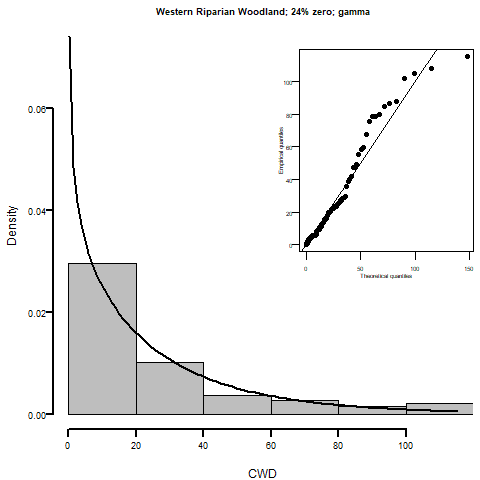 Western Riparian Woodland; 24% zero; gamma
Density
0.06
0.04
0.02
0.00
0 20 40 60 80 100
CWD
Empirical quantiles
100
80
60
40
20
0
0 50 100 150
Theoretical quantiles